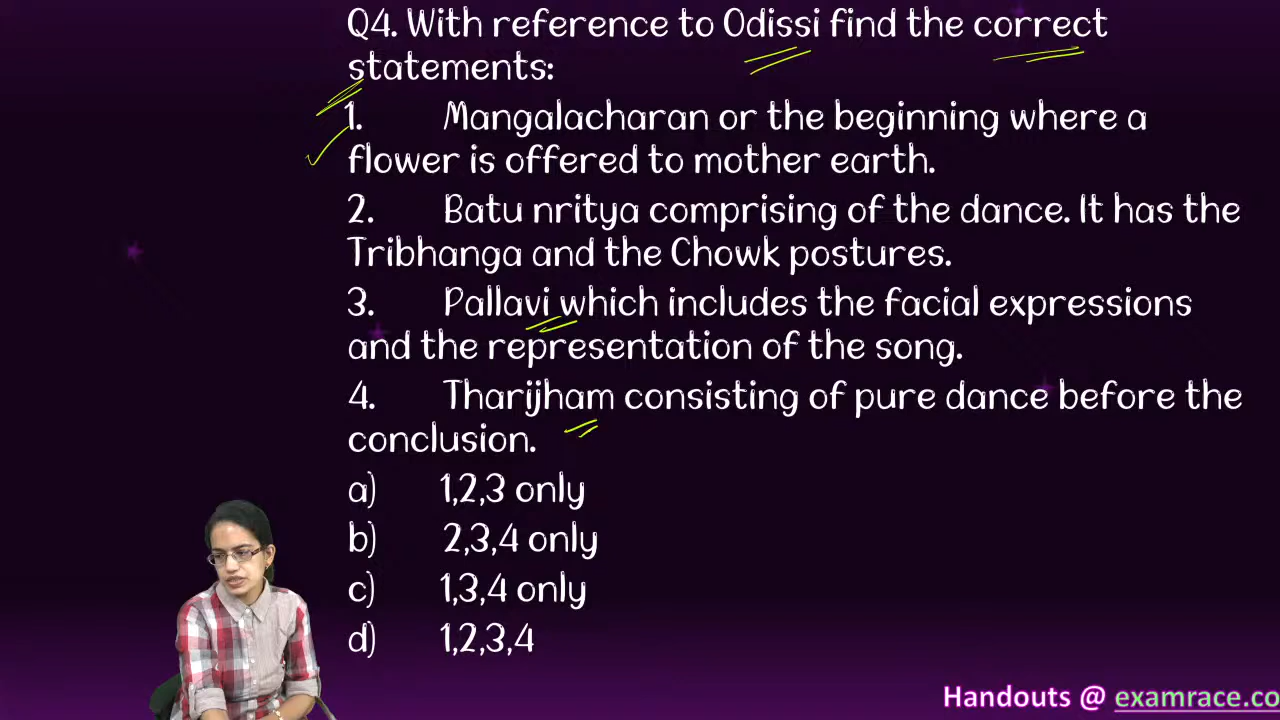 Q4. With reference to Odissi find the correct
statements:
1. Mangalacharan or the beginning where a
flower is offered to mother earth.
2. Batu nritya comprising of the dance. It has the
Tribhanga and the Chowk postures.
3. Pallavi which includes the facial expressions
and the representation of the song.
4. Tharijham consisting of pure dance before the
conclusion.
a) 1,2,3 only
b) 2,3,4 only
c) 1,3,4 only
d) 1,2,3,4
Handouts @ examrace.co